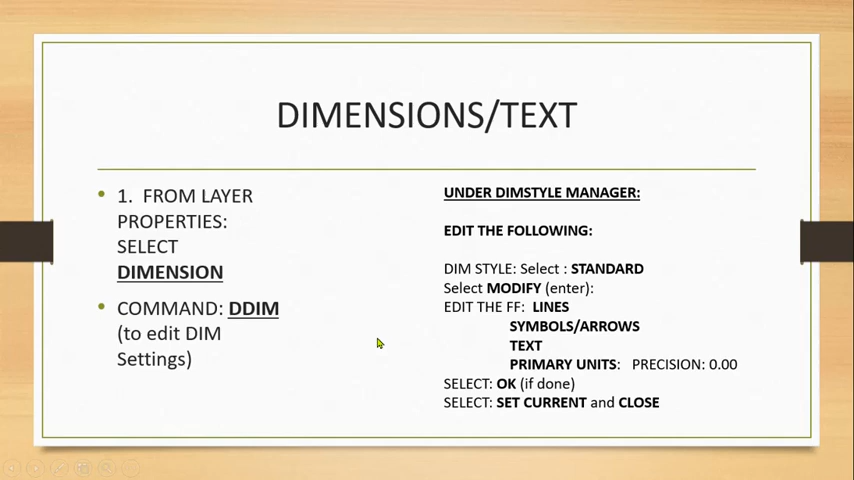 DIMENSIONS/TEXT
• 1. FROM LAYER
PROPERTIES:
SELECT
DIMENSION
• COMMAND: DDIM
(to edit DIM
Settings)
UNDER DIMSTYLE MANAGER:
EDIT THE FOLLOWING:
DIM STYLE: Select : STANDARD
Select MODIFY (enter):
EDIT THE FF: LINES
SYMBOLS/ARROWS
TEXT
PRIMARY UNITS: PRECISION: 0.00
SELECT: OK (if done)
SELECT: SET CURRENT and CLOSE